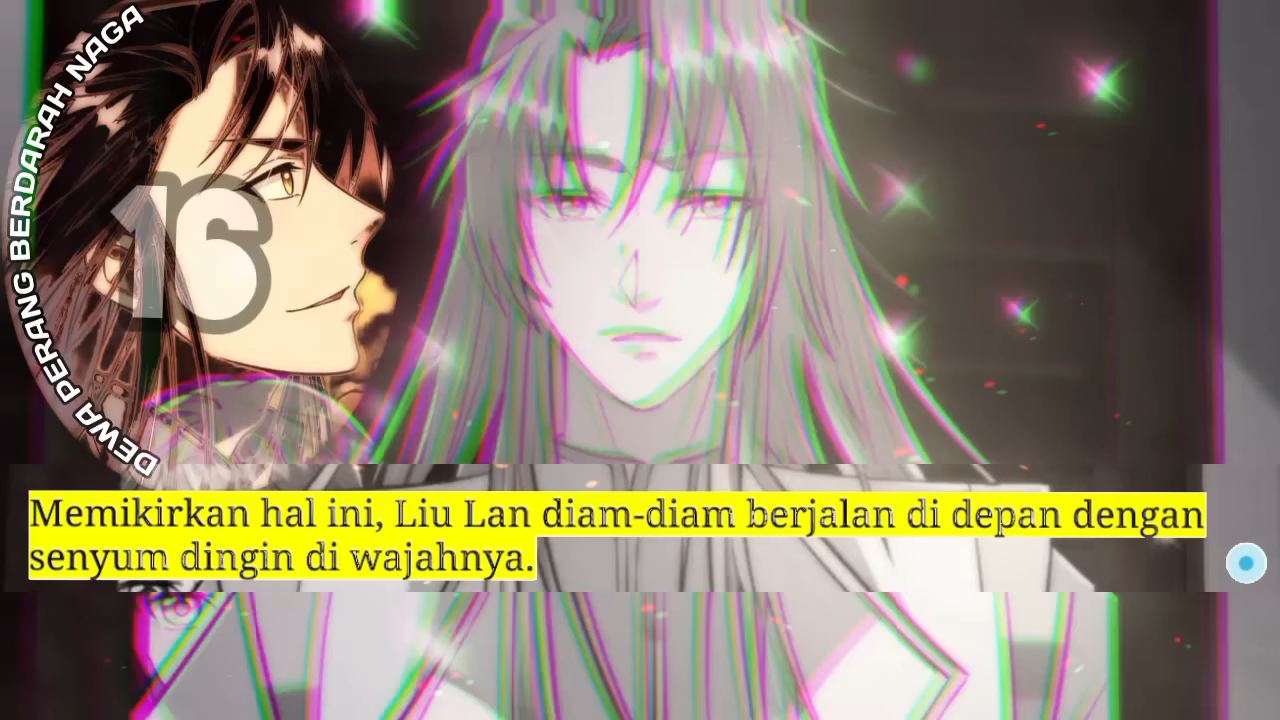 DEWA PERANG BERDARAH NAGA
16
Memikirkan hal ini, Liu Lan diam-diam berjalan di depan dengan
senyum dingin di wajahnya.